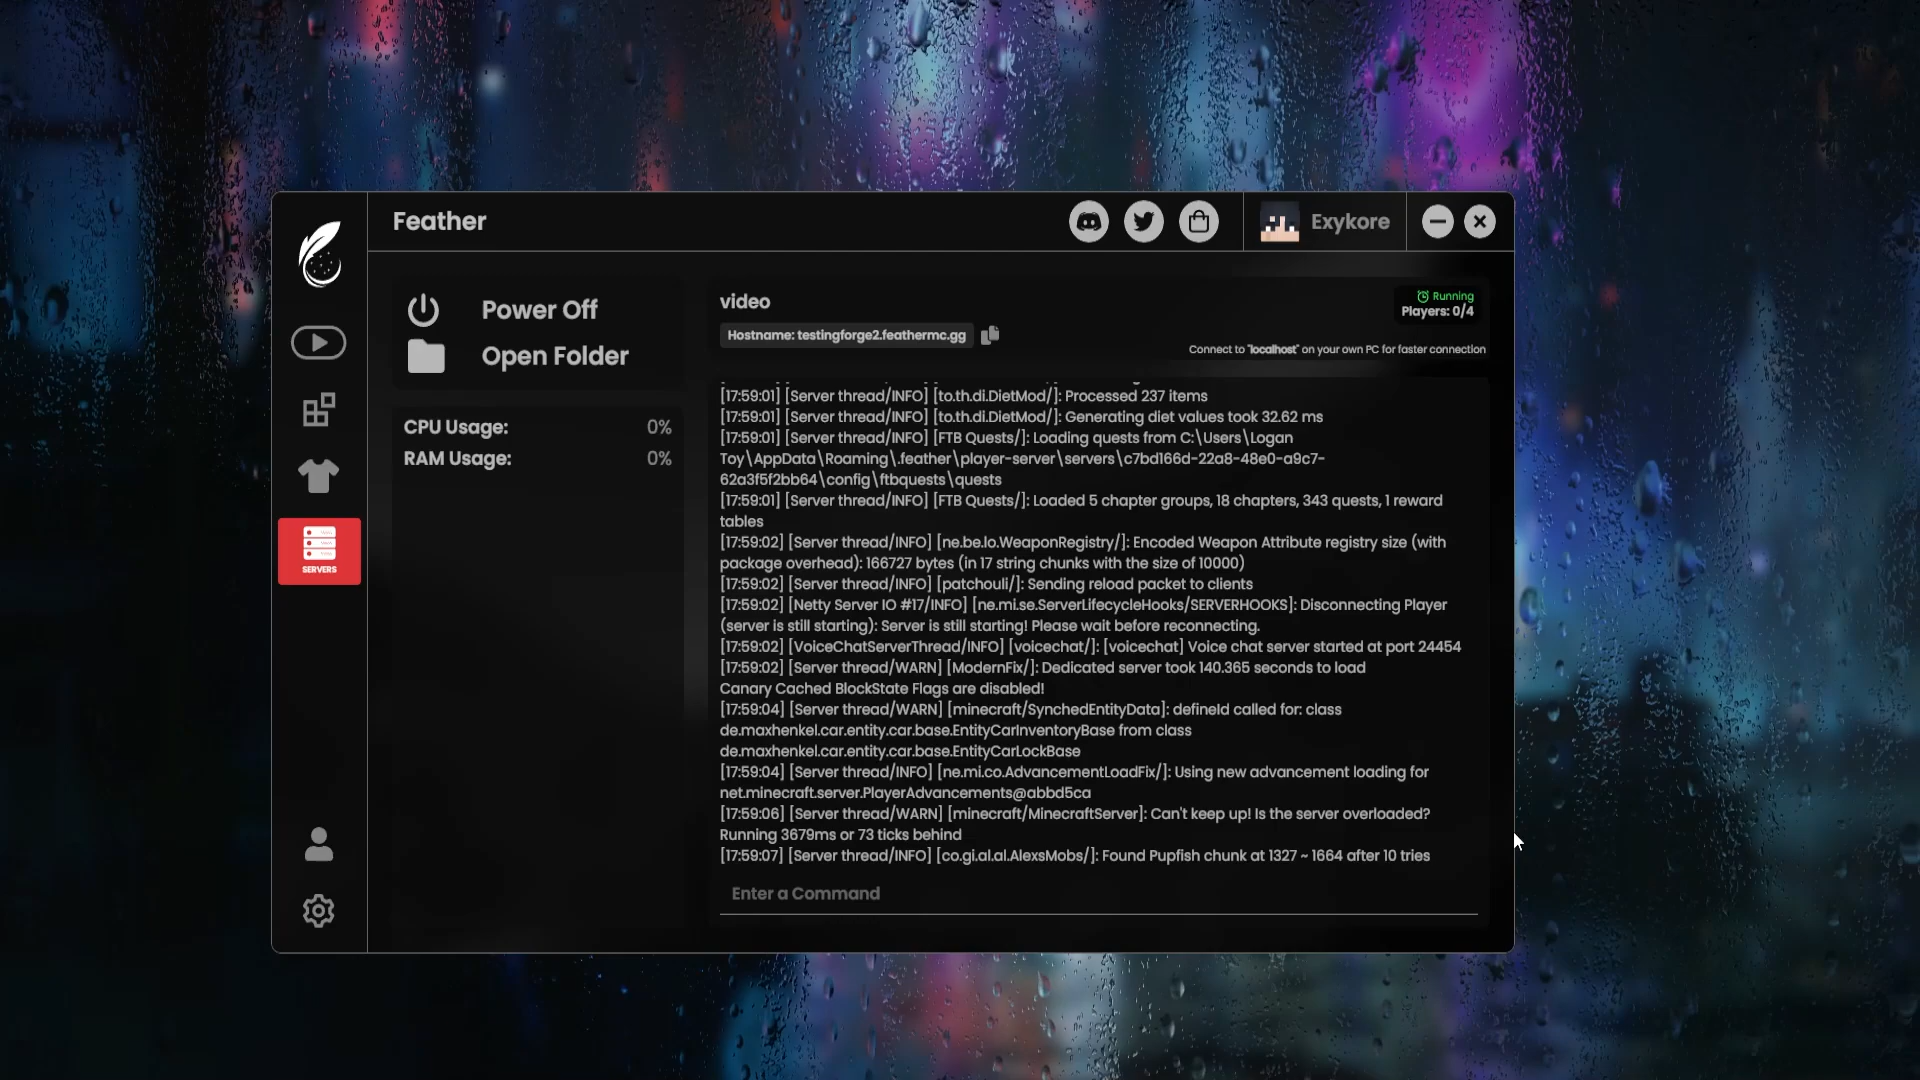 Feather
Exykore
Power Off
Open Folder
CPU Usage: 0%
RAM Usage: 0%
SERVERS
video
Running
Players: 0/4
Hostname: testingforge2.feathermc.gg
Connect to "localhost" on your own PC for faster connection
[17:59:01] [Server thread/INFO] [to.th.di.DietMod/]: Processed 237 items
[17:59:01] [Server thread/INFO] [to.th.di.DietMod/]: Generating diet values took 32.62 ms
[17:59:01] [Server thread/INFO] [FTB Quests/]: Loading quests from C:\Users\Logan
Toy\AppData\Roaming\.feather\player-server\servers\c7bd166d-22a8-48e0-a9c7-
62a3f5f2bb64\config\ftbquests\quests
[17:59:01] [Server thread/INFO] [FTB Quests/]: Loaded 5 chapter groups, 18 chapters, 343 quests, 1 reward
tables
[17:59:02] [Server thread/INFO] [ne.be.lo.WeaponRegistry/]: Encoded Weapon Attribute registry size (with
package overhead): 166727 bytes (in 17 string chunks with the size of 10000)
[17:59:02] [Server thread/INFO] [patchouli/]: Sending reload packet to clients
[17:59:02] [Netty Server IO #17/INFO] [ne.mi.se.ServerLifecycleHooks/SERVERHOOKS]: Disconnecting Player
(server is still starting): Server is still starting! Please wait before reconnecting.
[17:59:02] [VoiceChatServerThread/INFO] [voicechat/]: [voicechat] Voice chat server started at port 24454
[17:59:02] [Server thread/WARN] [ModernFix/]: Dedicated server took 140.365 seconds to load
Canary Cached BlockState Flags are disabled!
[17:59:04] [Server thread/WARN] [minecraft/SynchedEntityData]: defineId called for: class
de.maxhenkel.car.entity.car.base.EntityCarInventoryBase from class
de.maxhenkel.car.entity.car.base.EntityCarLockBase
[17:59:04] [Server thread/INFO] [ne.mi.co.AdvancementLoadFix/]: Using new advancement loading for
net.minecraft.server.PlayerAdvancements@abbd5ca
[17:59:06] [Server thread/WARN] [minecraft/MinecraftServer]: Can't keep up! Is the server overloaded?
Running 3679ms or 73 ticks behind
[17:59:07] [Server thread/INFO] [co.gi.al.al.AlexsMobs/]: Found Pupfish chunk at 1327 ~ 1664 after 10 tries
Enter a Command